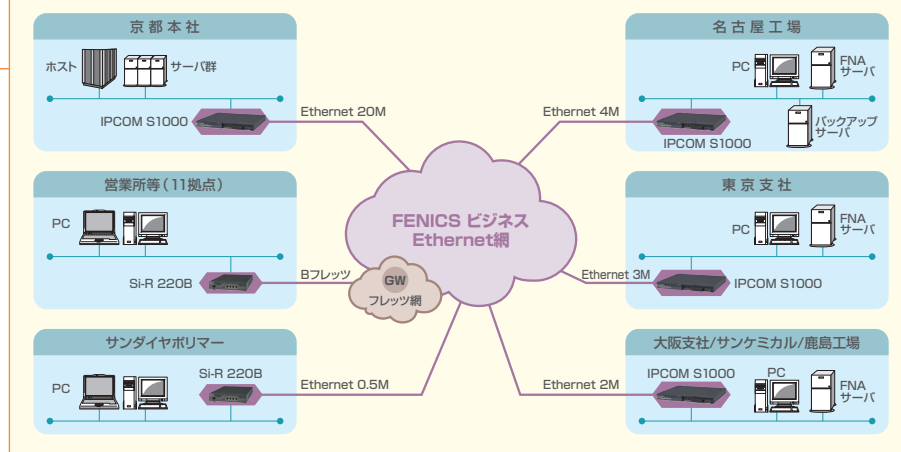 京都本社
ホスト
サーバ群
IPCOM S1000
Ethernet 20M
営業所等(11拠点)
PC
Si-R 220B
Bフレッツ
サンダイヤポリマー
PC
Si-R 220B
Ethernet 0.5M
FENICS ビジネス
Ethernet網
GW
フレッツ網
名古屋工場
PC
FNA
サーバ
Ethernet 4M
IPCOM S1000
バックアップ
サーバ
東京支社
PC
FNA
サーバ
Ethernet 3M
IPCOM S1000
大阪支社/サンケミカル/鹿島工場
IPCOM S1000
PC
FNA
サーバ
Ethernet 2M